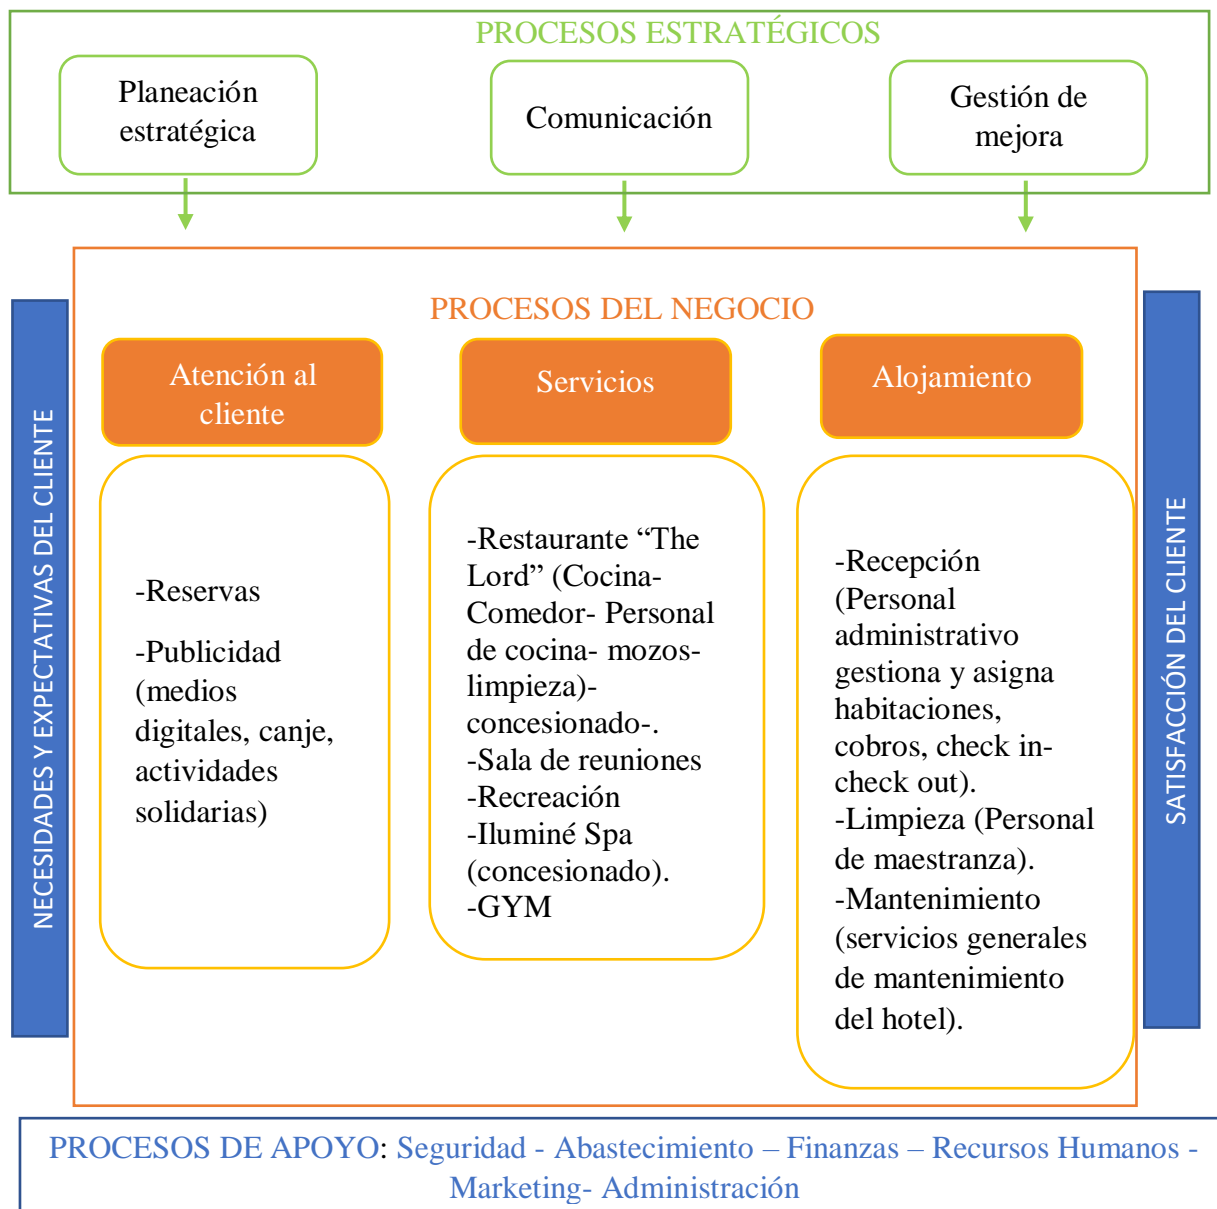 PROCESOS ESTRATÉGICOS
Planeación
estratégica
Comunicación
Gestión de
mejora
NECESIDADES Y EXPECTATIVAS DEL CLIENTE
PROCESOS DEL NEGOCIO
Atención al
cliente
-Reservas
-Publicidad
(medios
digitales, canje,
actividades
solidarias)
Servicios
-Restaurante “The
Lord” (Cocina-
Comedor- Personal
de cocina- mozos-
limpieza)-
concesionado-.
-Sala de reuniones
-Recreación
-Iluminé Spa
(concesionado).
-GYM
Alojamiento
-Recepción
(Personal
administrativo
gestiona y asigna
habitaciones,
cobros, check in-
check out).
-Limpieza (Personal
de maestranza).
-Mantenimiento
(servicios generales
de mantenimiento
del hotel).
SATISFACCIÓN DEL CLIENTE
PROCESOS DE APOYO: Seguridad - Abastecimiento – Finanzas – Recursos Humanos -
Marketing- Administración